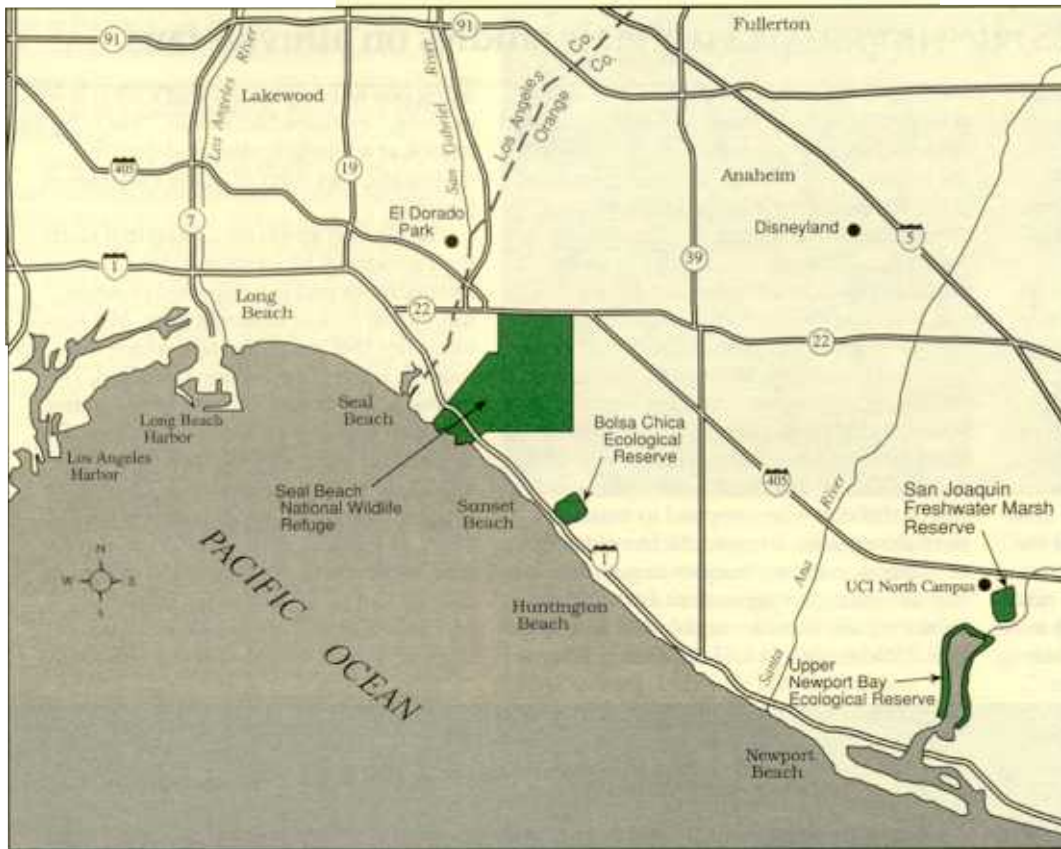 91
River
Los Angeles
Lakewood
River
San Gabriel
91
Co.
Co.
Los Angeles
Orange
Fullerton
405
19
Anaheim
7
El Dorado
Park
Disneyland
5
39
1
Long
Beach
22
22
Seal
Beach
Long Beach
Harbor
Los Angeles
Harbor
Bolsa Chica
Ecological
Reserve
405
River
Ana
Santa
San Joaquin
Freshwater Marsh
Reserve
Seal Beach
National Wildlife
Refuge
Sunset
Beach
1
N
W
E
S
PACIFIC
OCEAN
Huntington
Beach
UCI North Campus
Upper
Newport Bay
Ecological Reserve
Newport
Beach